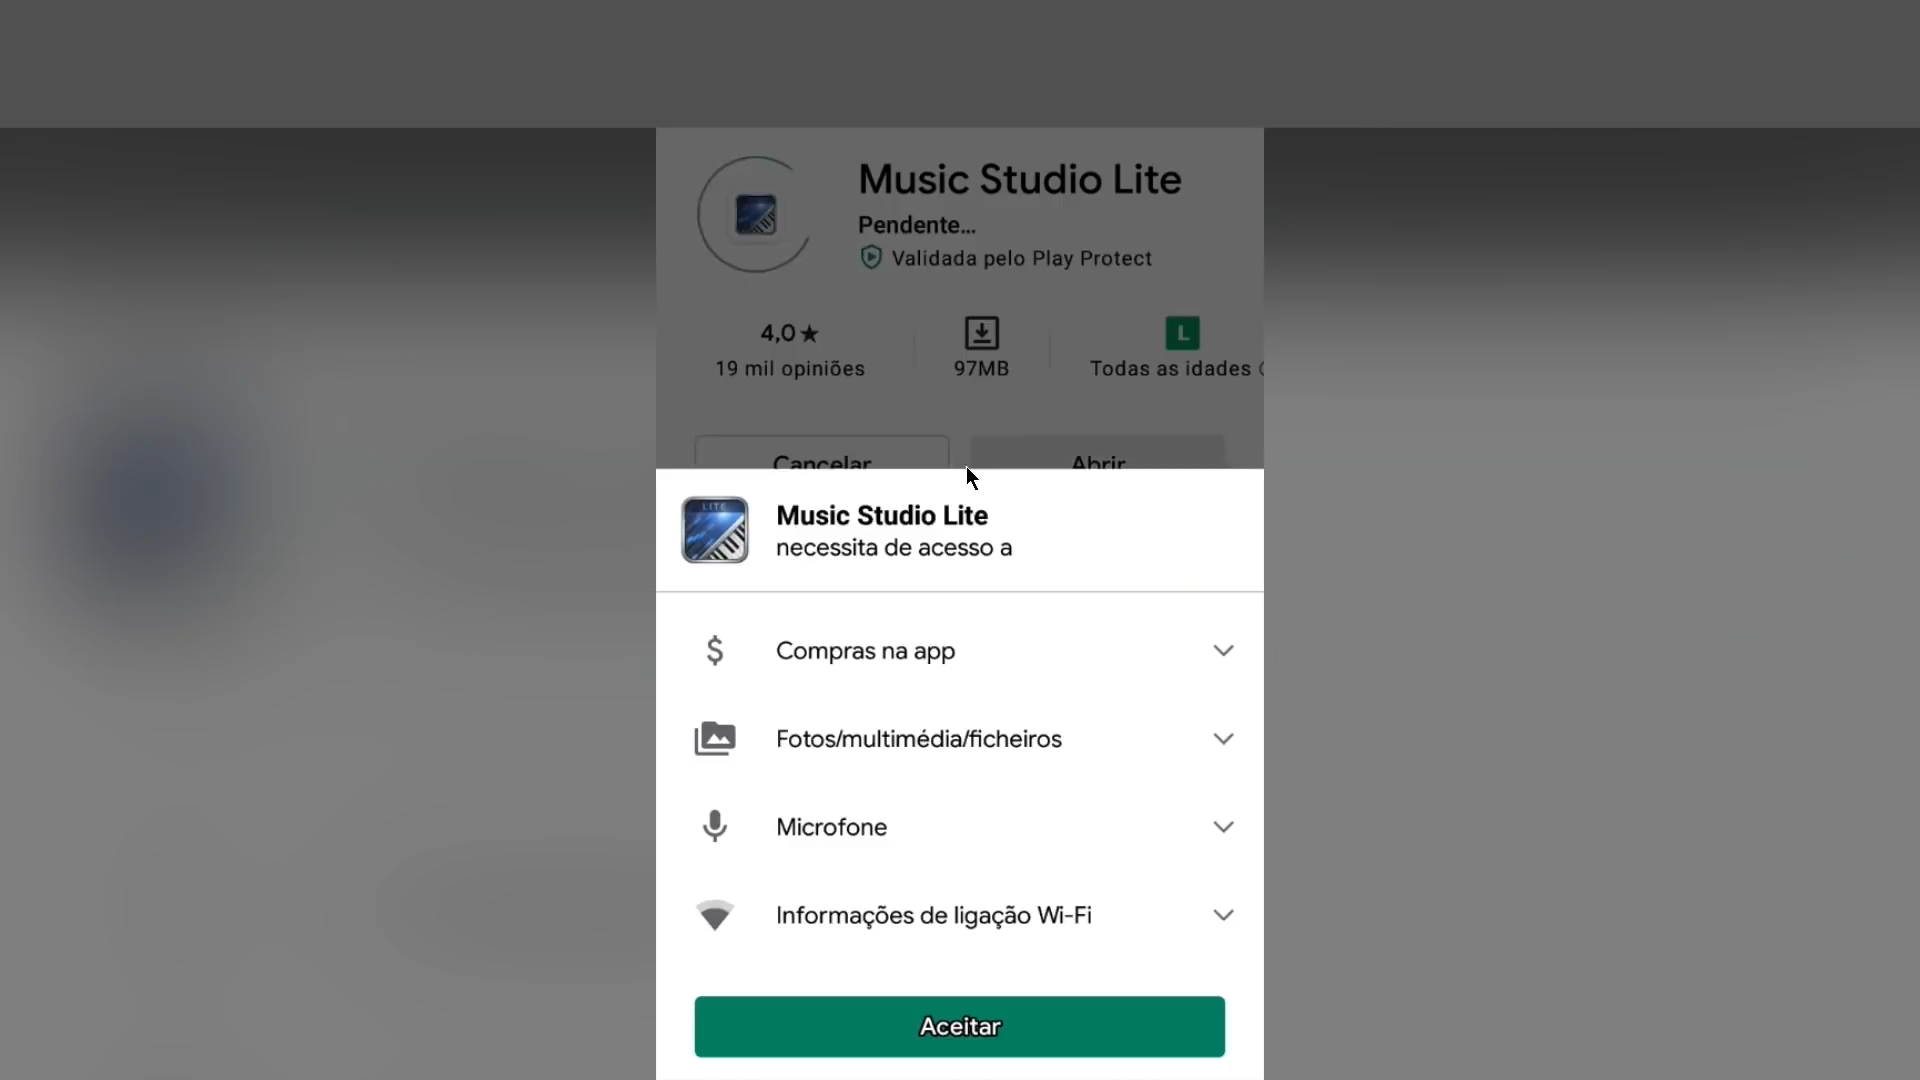 Music Studio Lite
Pendente...
Validada pelo Play Protect
4,0★
19 mil opiniões
97MB
L
Todas as idades
Cancelar
Abrir
LITE
Music Studio Lite
necessita de acesso a
Compras na app
Fotos/multimédia/ficheiros
Microfone
Informações de ligação Wi-Fi
Aceitar